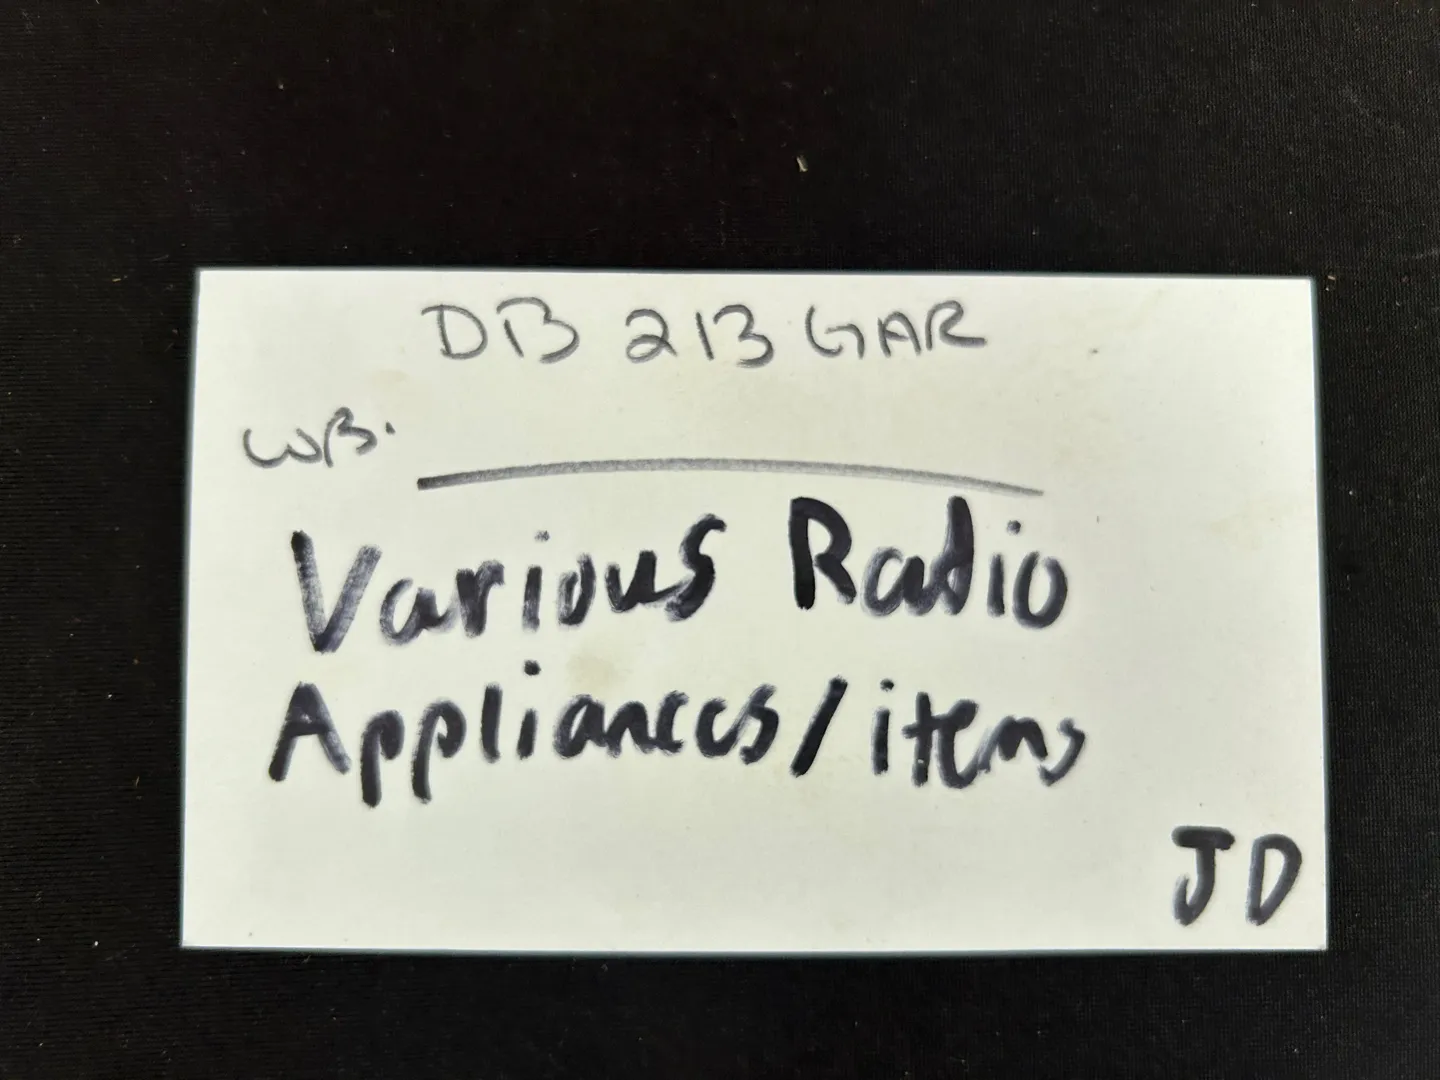 DB 213 GAR
WB.
Various Radio
Appliances/items
JD